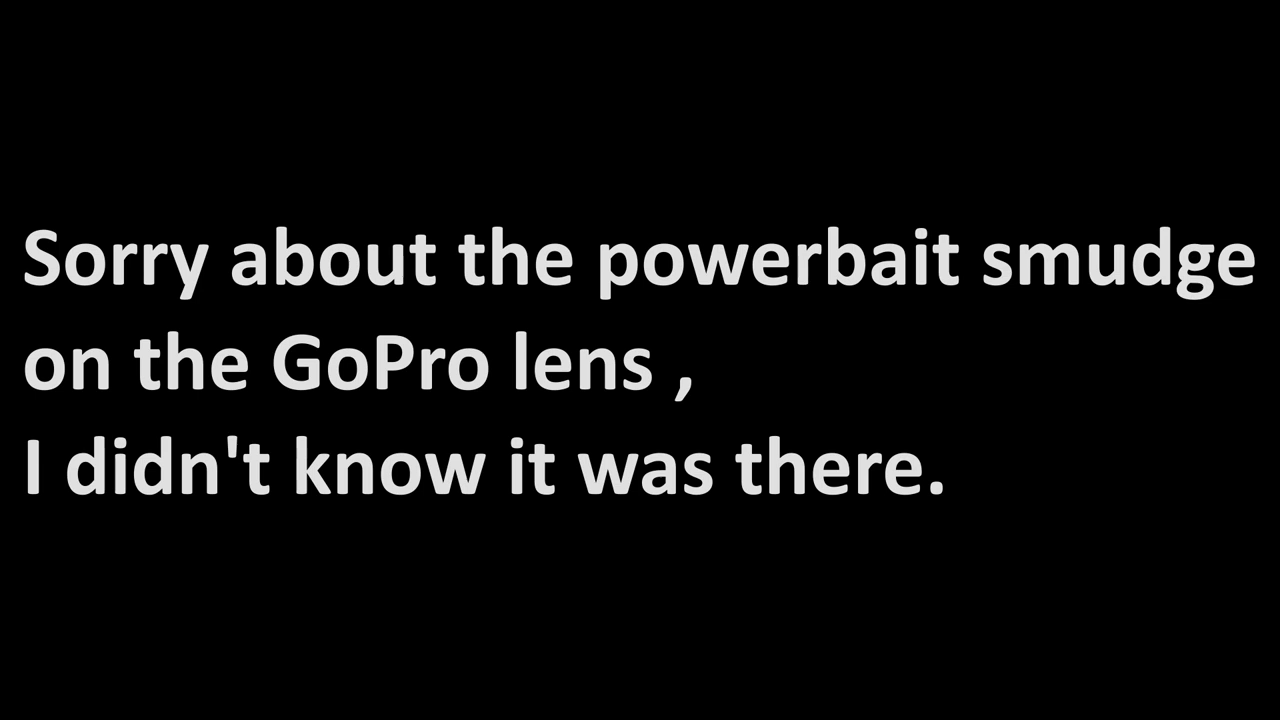 Sorry about the powerbait smudge
on the GoPro lens ,
I didn't know it was there.